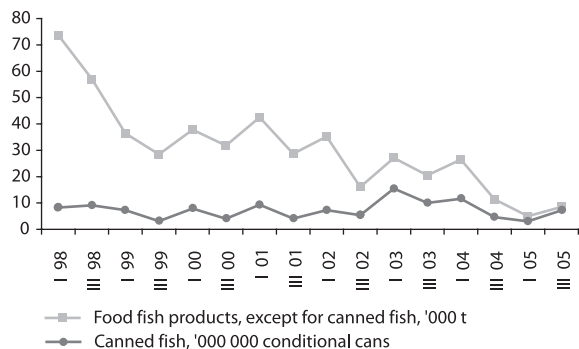 80
70
60
50
40
30
20
10
0
I 98
III 98
I 99
III 99
I 00
III 00
I 01
III 01
I 02
III 02
I 03
III 03
I 04
III 04
I 05
III 05
Food fish products, except for canned fish, '000 t
Canned fish, '000 000 conditional cans